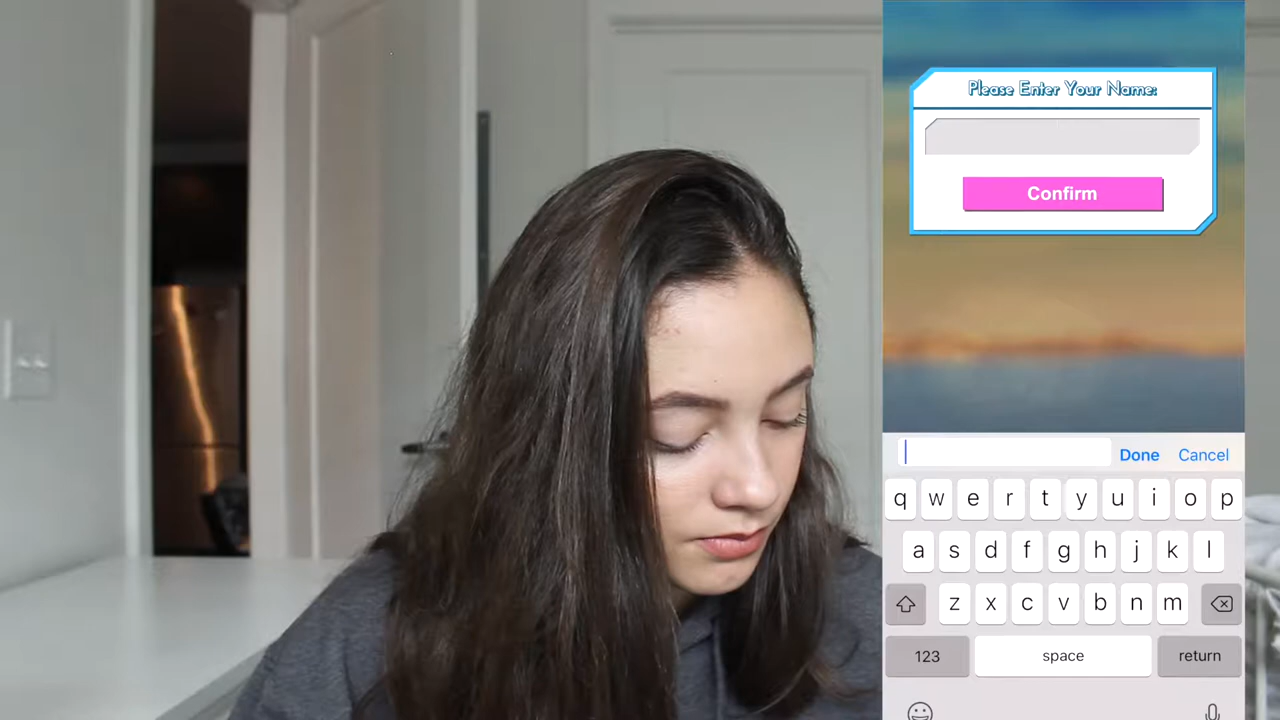 Please Enter Your Name:
Confirm
Done Cancel
q w e r t y u i o p
a s d f g h j k l
z x c v b n m
123 space return